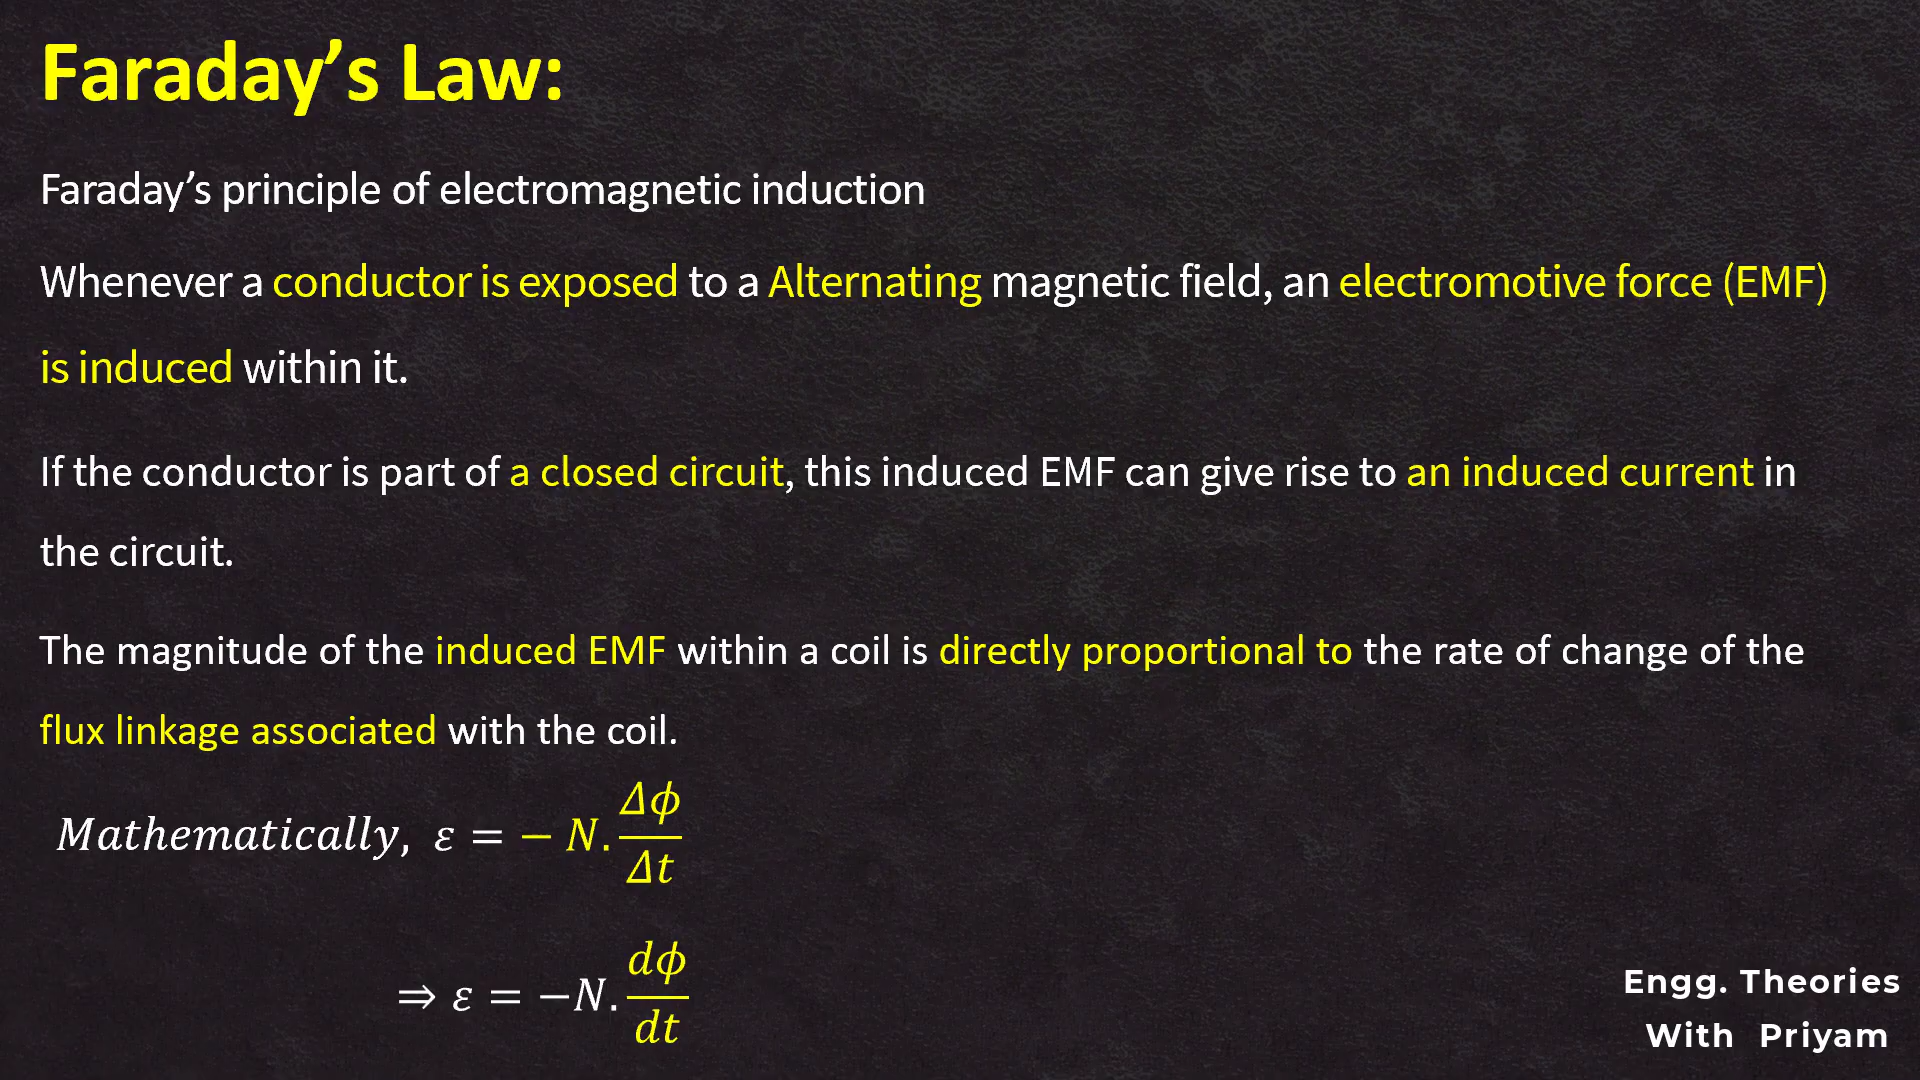 Faraday’s Law:
Faraday’s principle of electromagnetic induction
Whenever a conductor is exposed to a Alternating magnetic field, an electromotive force (EMF)
is induced within it.
If the conductor is part of a closed circuit, this induced EMF can give rise to an induced current in
the circuit.
The magnitude of the induced EMF within a coil is directly proportional to the rate of change of the
flux linkage associated with the coil.
Mathematically, ε = − N. Δϕ/Δt
⇒ ε = −N. dϕ/dt
Engg. Theories
With Priyam